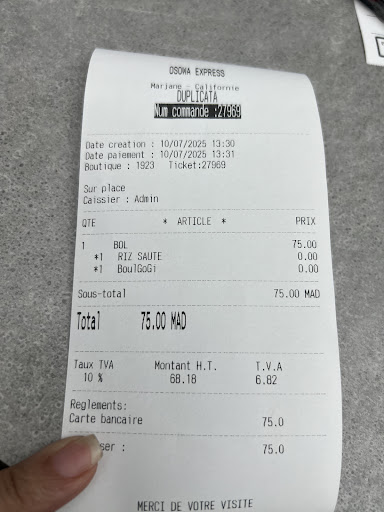 OSOWA EXPRESS
Marjane - Californie
DUPLICATA
Num commande :27969
Date creation : 10/07/2025 13:30
Date paiement : 10/07/2025 13:31
Boutique : 1923 Ticket:27969
Sur place
Caissier : Admin
QTE * ARTICLE * PRIX
1 BOL 75.00
*1 RIZ SAUTE 0.00
*1 BoulGoGi 0.00
Sous-total 75.00 MAD
Total 75.00 MAD
Taux TVA Montant H.T. T.V.A
10 % 68.18 6.82
Reglements:
Carte bancaire 75.0
ser : 75.0
MERCI DE VOTRE VISITE